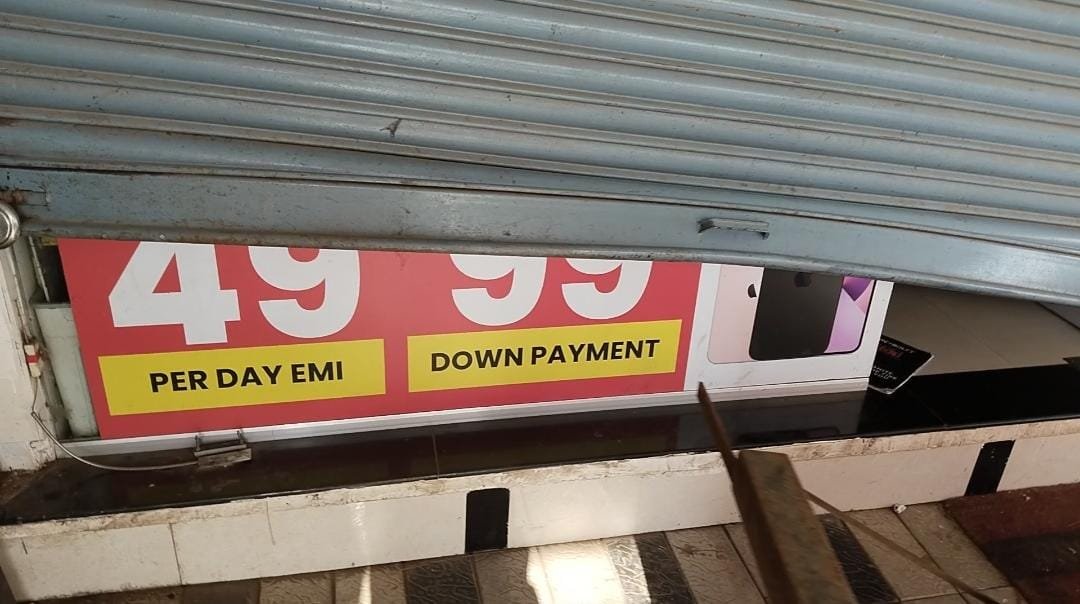 49
PER DAY EMI
99
DOWN PAYMENT